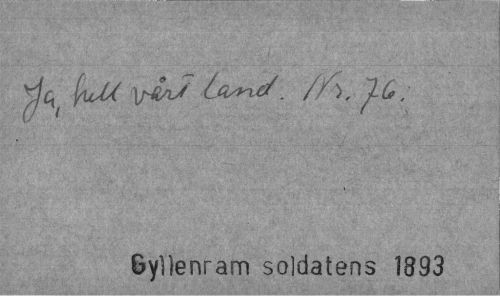 Ja, hell vårt land. Nr. 76.
Gyllenram soldatens 1893